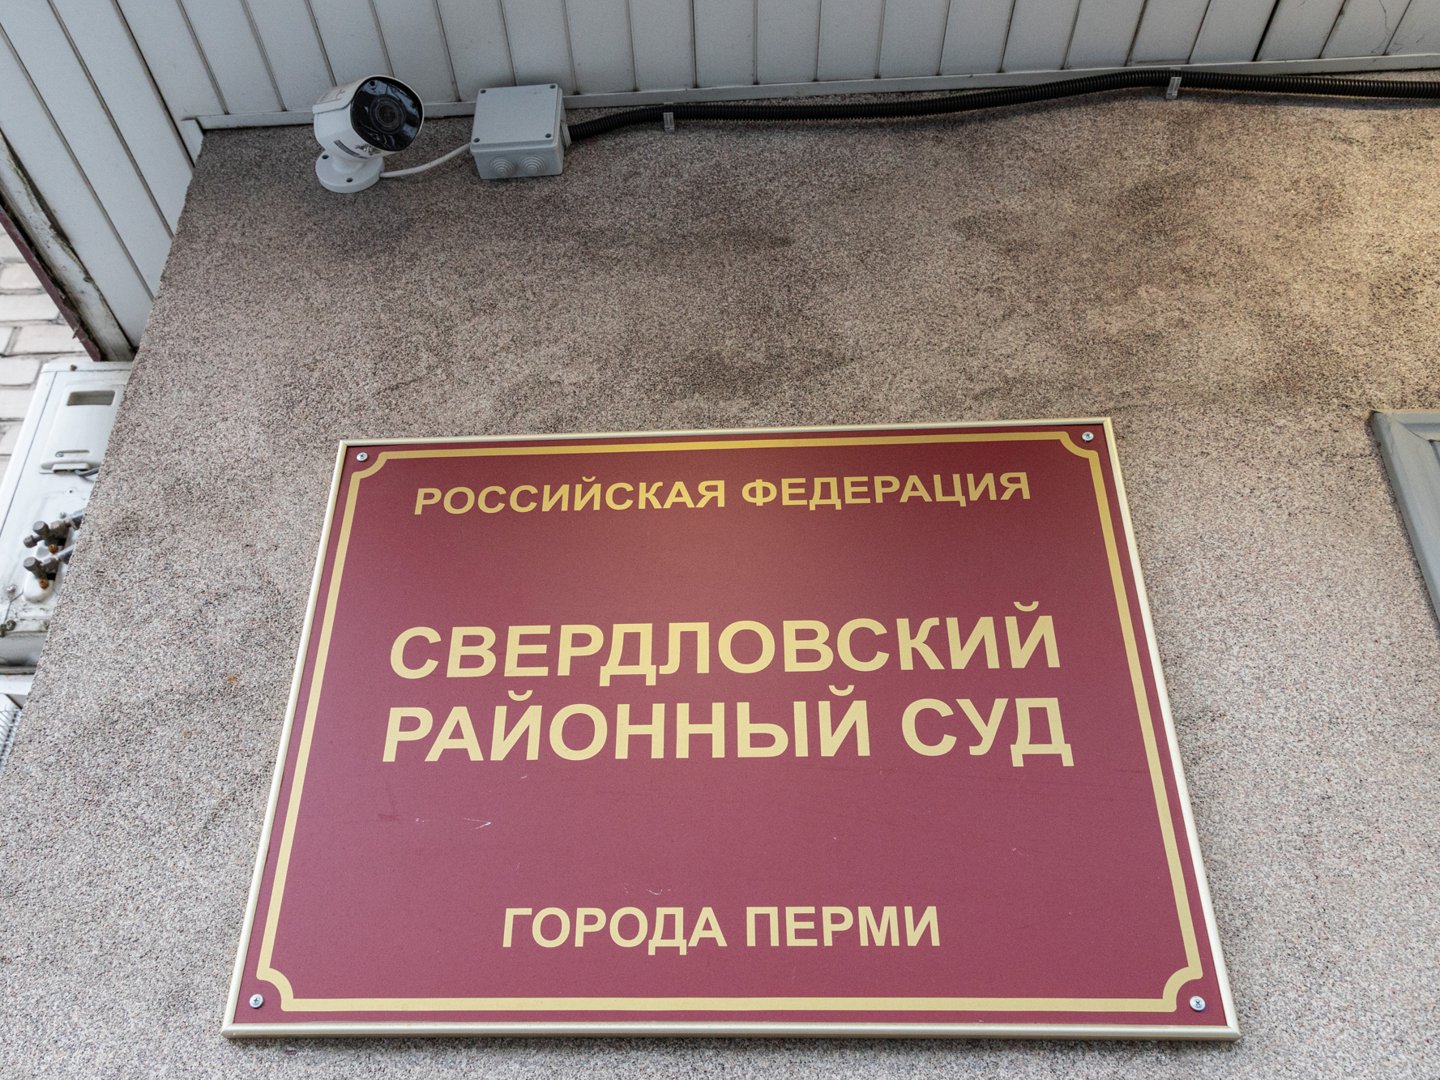 РОССИЙСКАЯ ФЕДЕРАЦИЯ
СВЕРДЛОВСКИЙ
РАЙОННЫЙ СУД
ГОРОДА ПЕРМИ